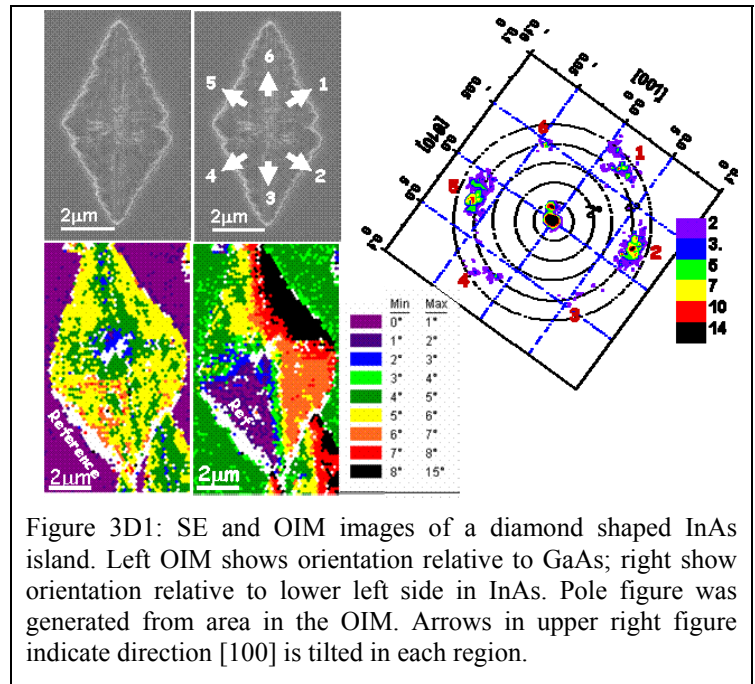 6
5
1
4
2
3
2μm
2μm
Reference
2μm
Ref
2μm
Min Max
0° 1°
1° 2°
2° 3°
3° 4°
4° 5°
5° 6°
6° 7°
7° 8°
8° 15°
[100]
[010]
6
1
5
2°
4°
2
4
3
2
3.
5
7
10
14
Figure 3D1: SE and OIM images of a diamond shaped InAs
island. Left OIM shows orientation relative to GaAs; right show
orientation relative to lower left side in InAs. Pole figure was
generated from area in the OIM. Arrows in upper right figure
indicate direction [100] is tilted in each region.